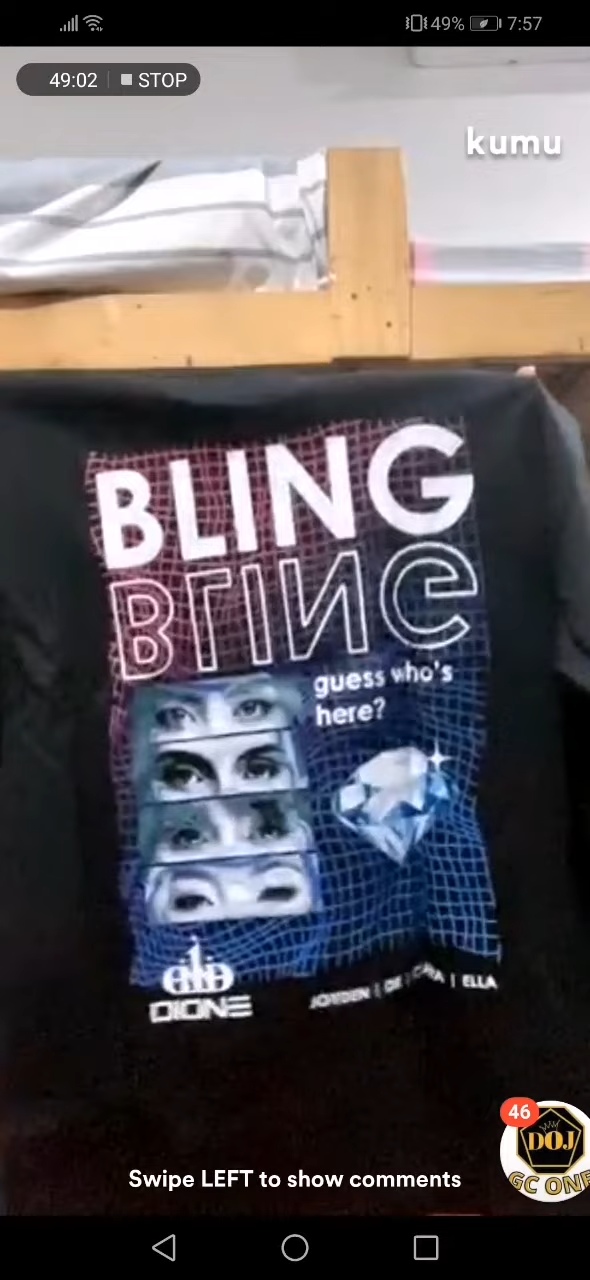 49% 7:57
49:02 STOP
kumu
BLING
BLING
guess who's
here?
DIONE
JOYDEN | | ELLA
46
DOJ
GC ONE
Swipe LEFT to show comments